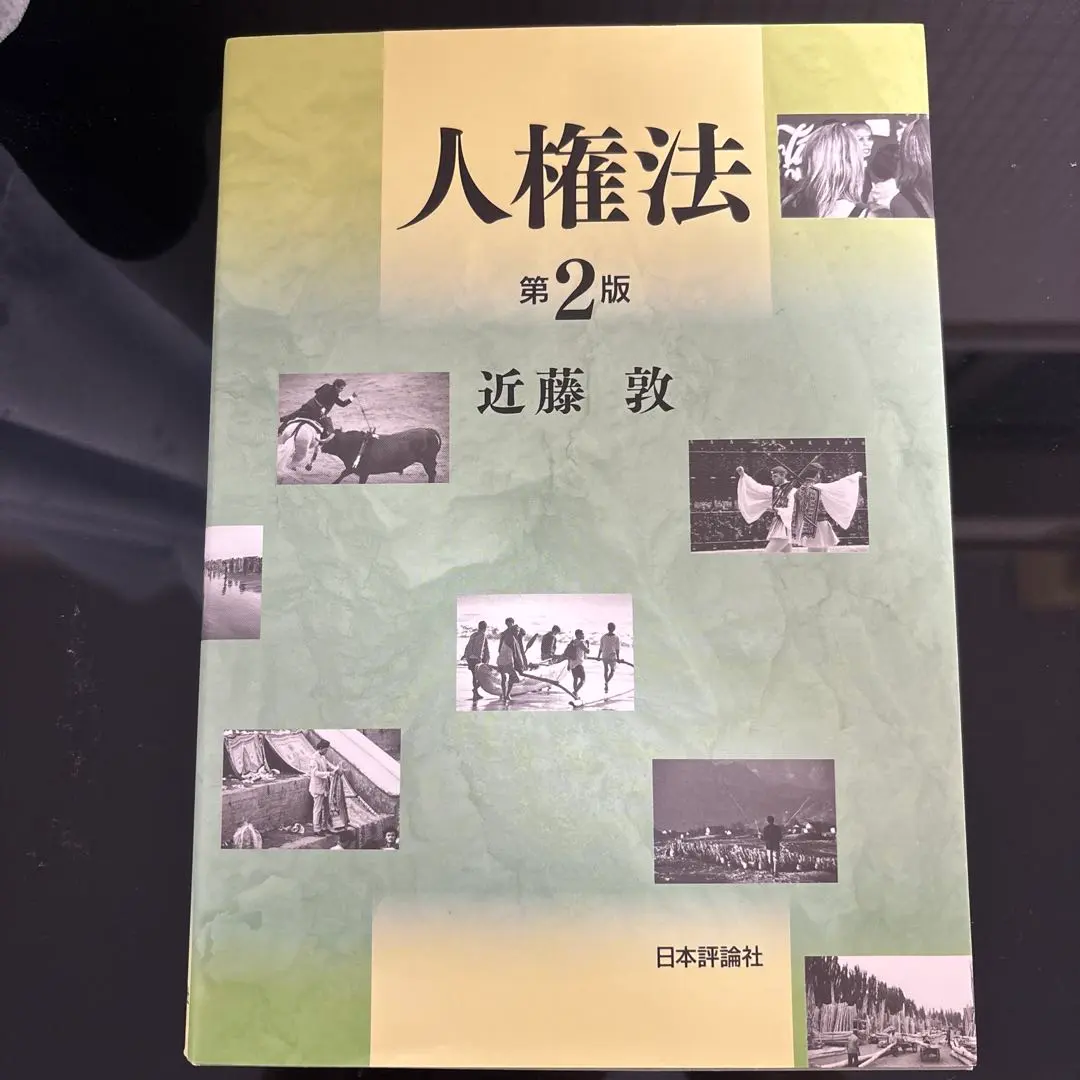 人権法
第2版
近藤 敦
日本評論社